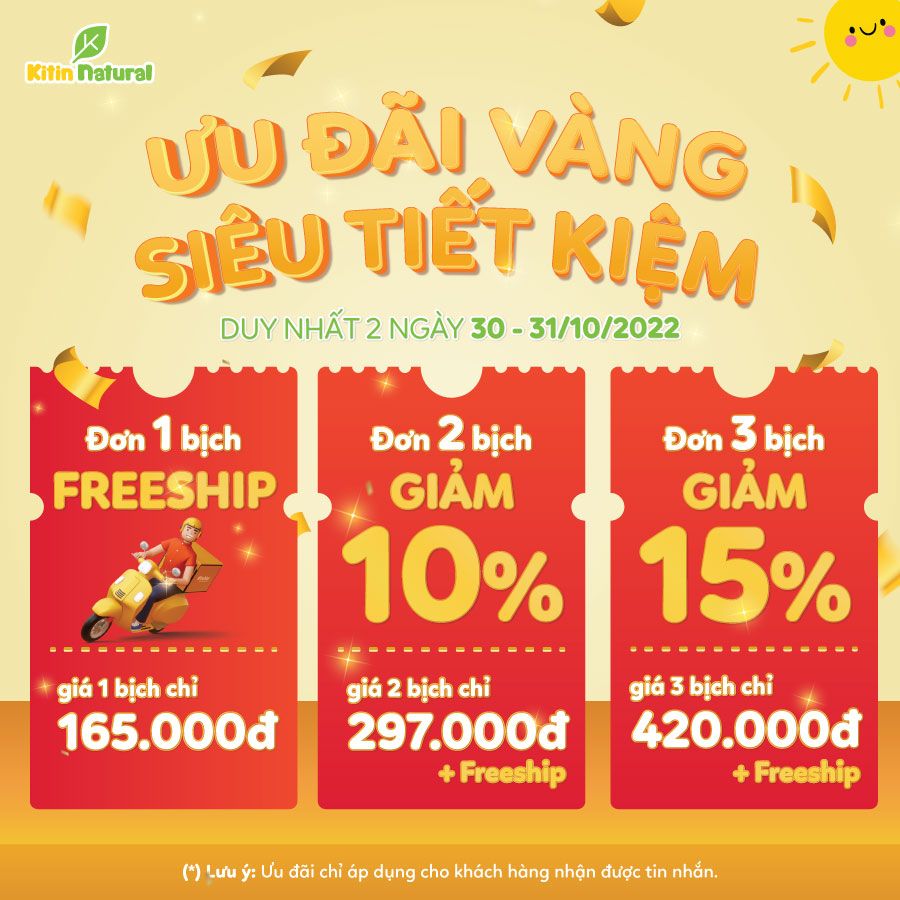 Kitin Natural
ƯU ĐÃI VÀNG
SIÊU TIẾT KIỆM
DUY NHẤT 2 NGÀY 30 - 31/10/2022
Đơn 1 bịch
FREESHIP
giá 1 bịch chỉ
165.000đ
Đơn 2 bịch
GIẢM
10%
giá 2 bịch chỉ
297.000đ
+ Freeship
Đơn 3 bịch
GIẢM
15%
giá 3 bịch chỉ
420.000đ
+ Freeship
(*) Lưu ý: Ưu đãi chỉ áp dụng cho khách hàng nhận được tin nhắn.